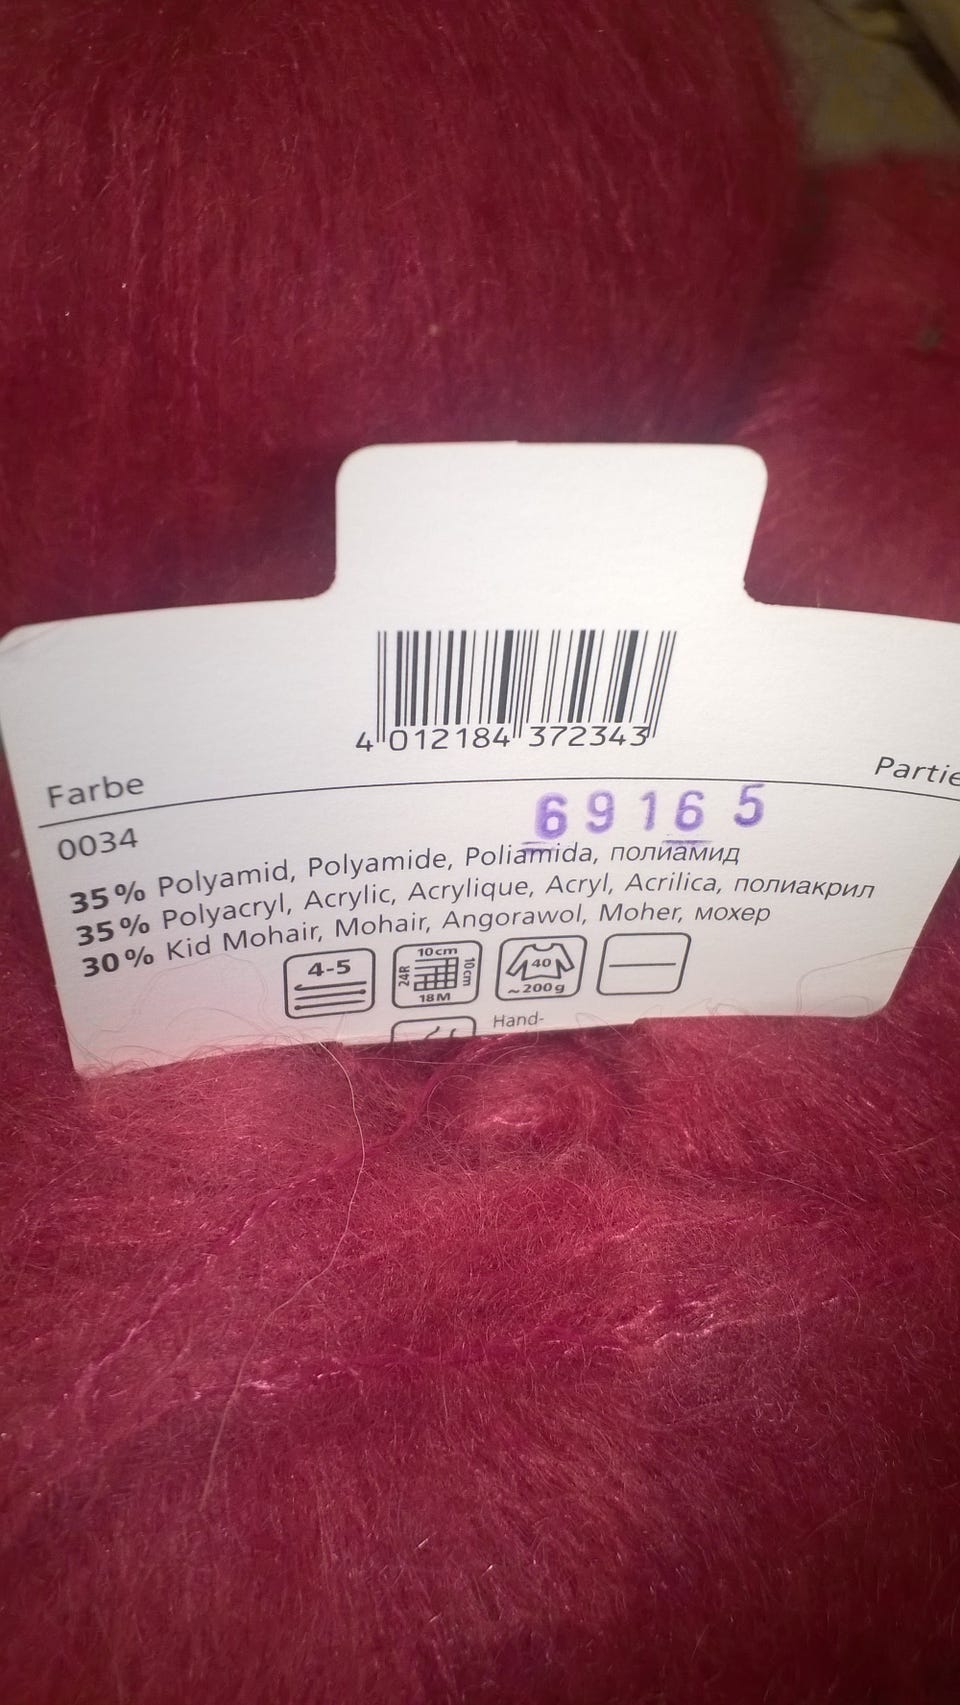 4 012184 372343
Farbe
Partie
69165
0034
35% Polyamid, Polyamide, Poliamida, полиамид
35% Polyacryl, Acrylic, Acrylique, Acryl, Acrilica, полиакрил
30% Kid Mohair, Mohair, Angorawol, Moher, мохер
4-5
10cm
24R
10cm
18M
40
~200g
Hand-